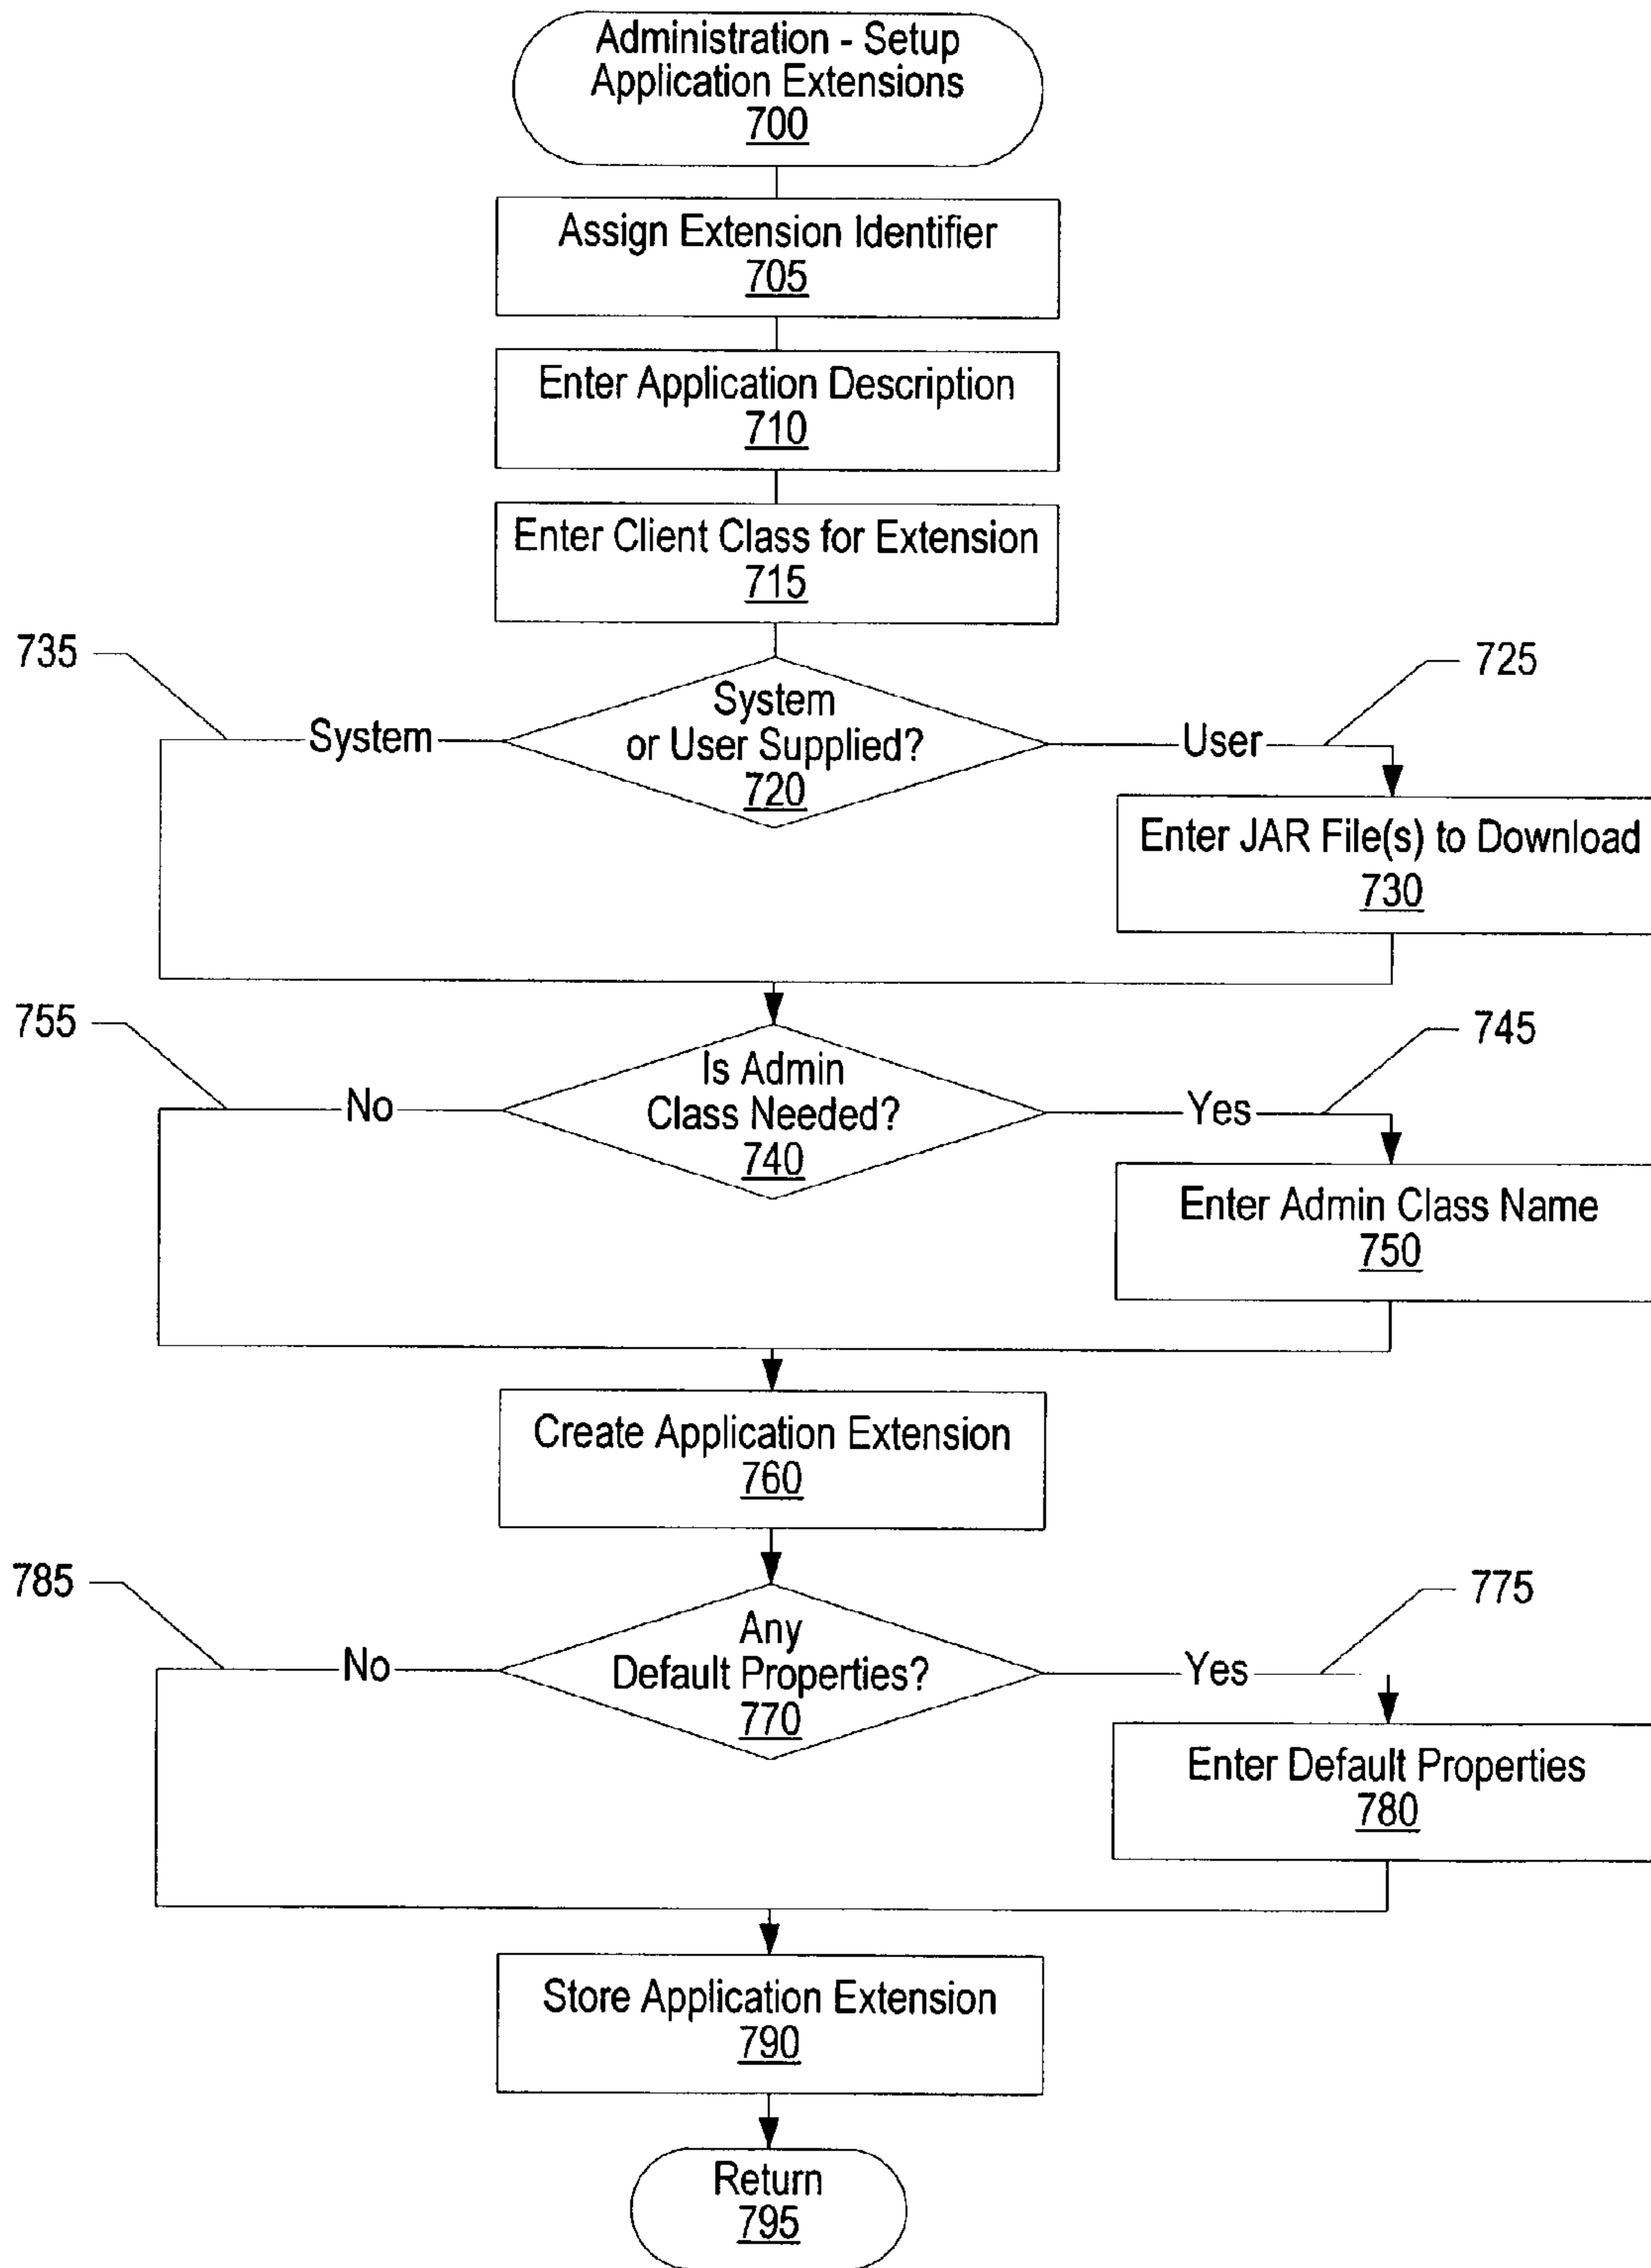 Administration - Setup
Application Extensions
700
Assign Extension Identifier
705
Enter Application Description
710
Enter Client Class for Extension
715
735
725
System
System
or User Supplied?
720
User
Enter JAR File(s) to Download
730
755
745
No
Is Admin
Class Needed?
740
Yes
Enter Admin Class Name
750
Create Application Extension
760
785
775
No
Any
Default Properties?
770
Yes
Enter Default Properties
780
Store Application Extension
790
Return
795